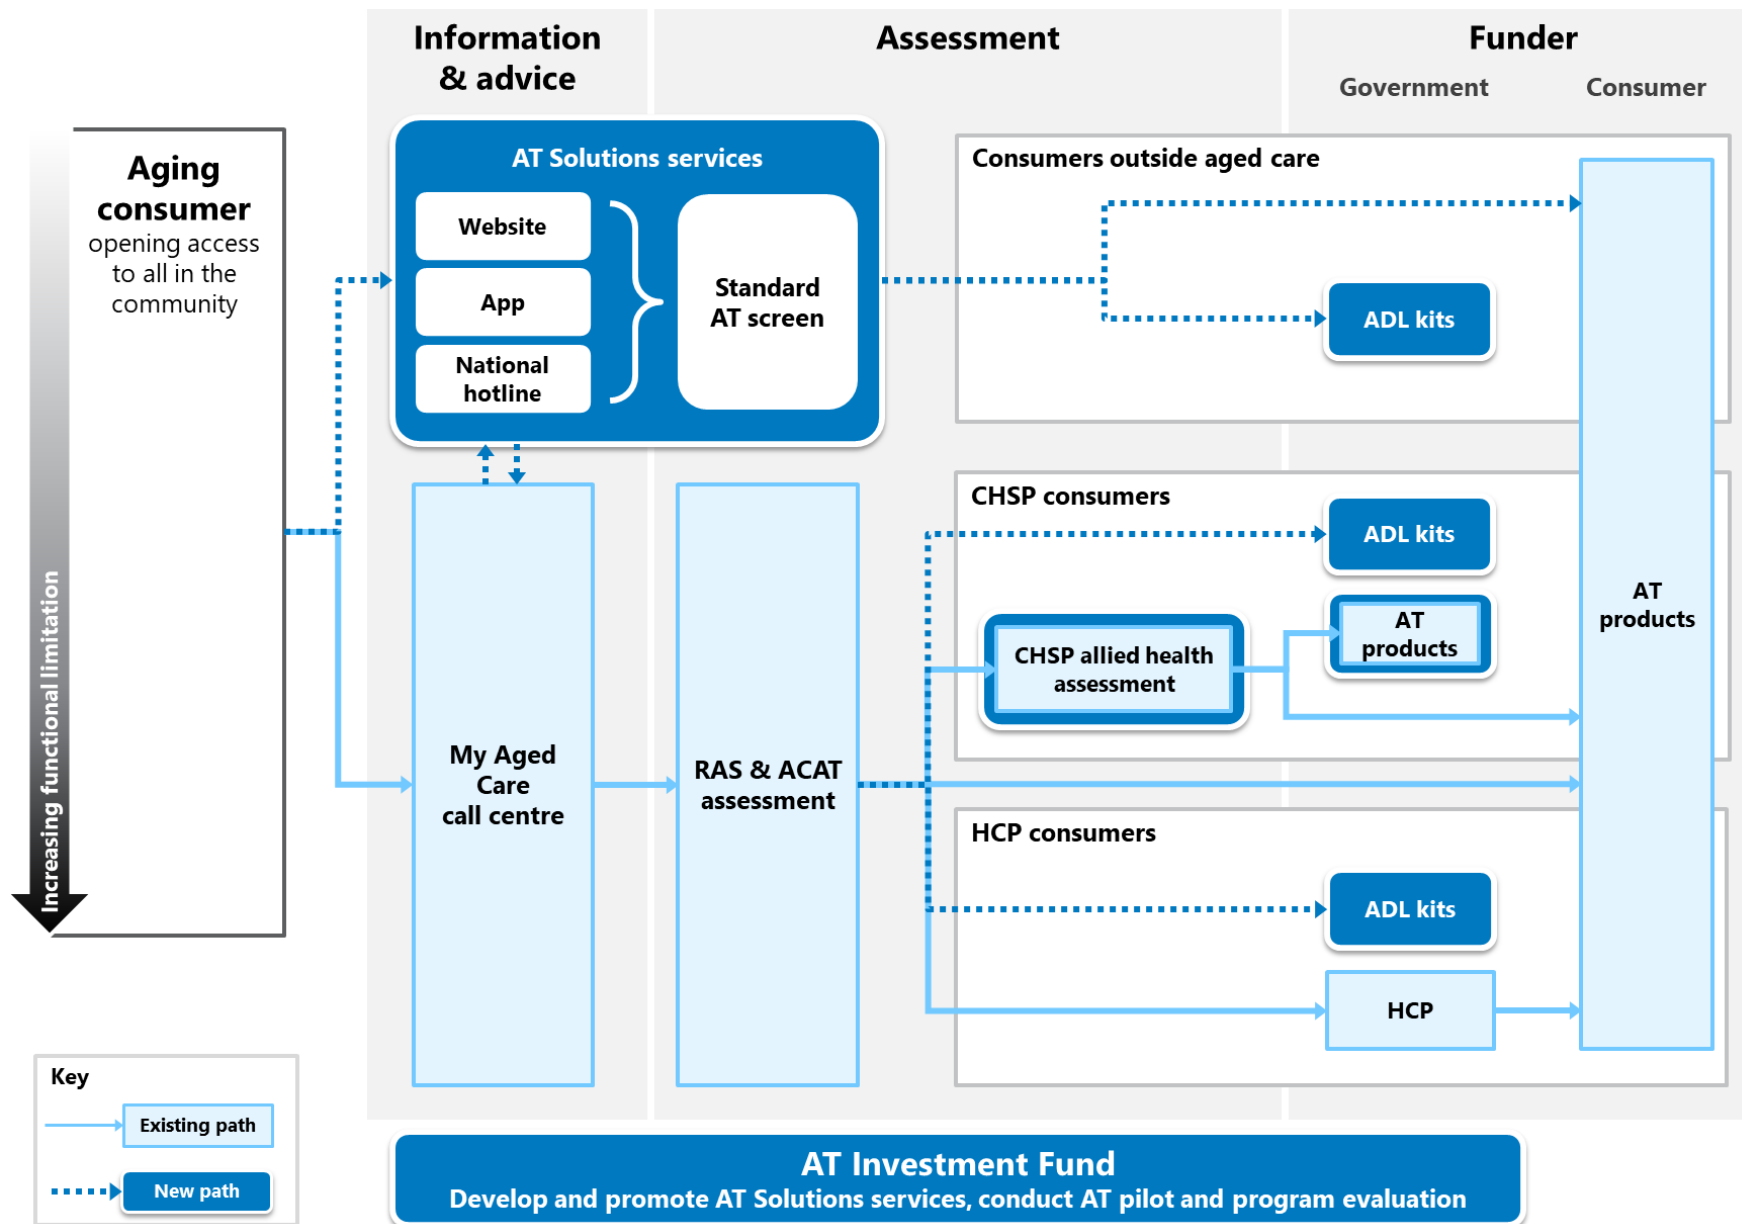 Information
& advice
Assessment
Funder
Government
Consumer
Aging
consumer
opening access
to all in the
community
Increasing functional limitation
AT Solutions services
Website
App
National
hotline
Standard
AT screen
My Aged
Care
call centre
RAS & ACAT
assessment
Consumers outside aged care
ADL kits
CHSP consumers
ADL kits
CHSP allied health
assessment
AT
products
HCP consumers
ADL kits
HCP
AT
products
Key
Existing path
New path
AT Investment Fund
Develop and promote AT Solutions services, conduct AT pilot and program evaluation